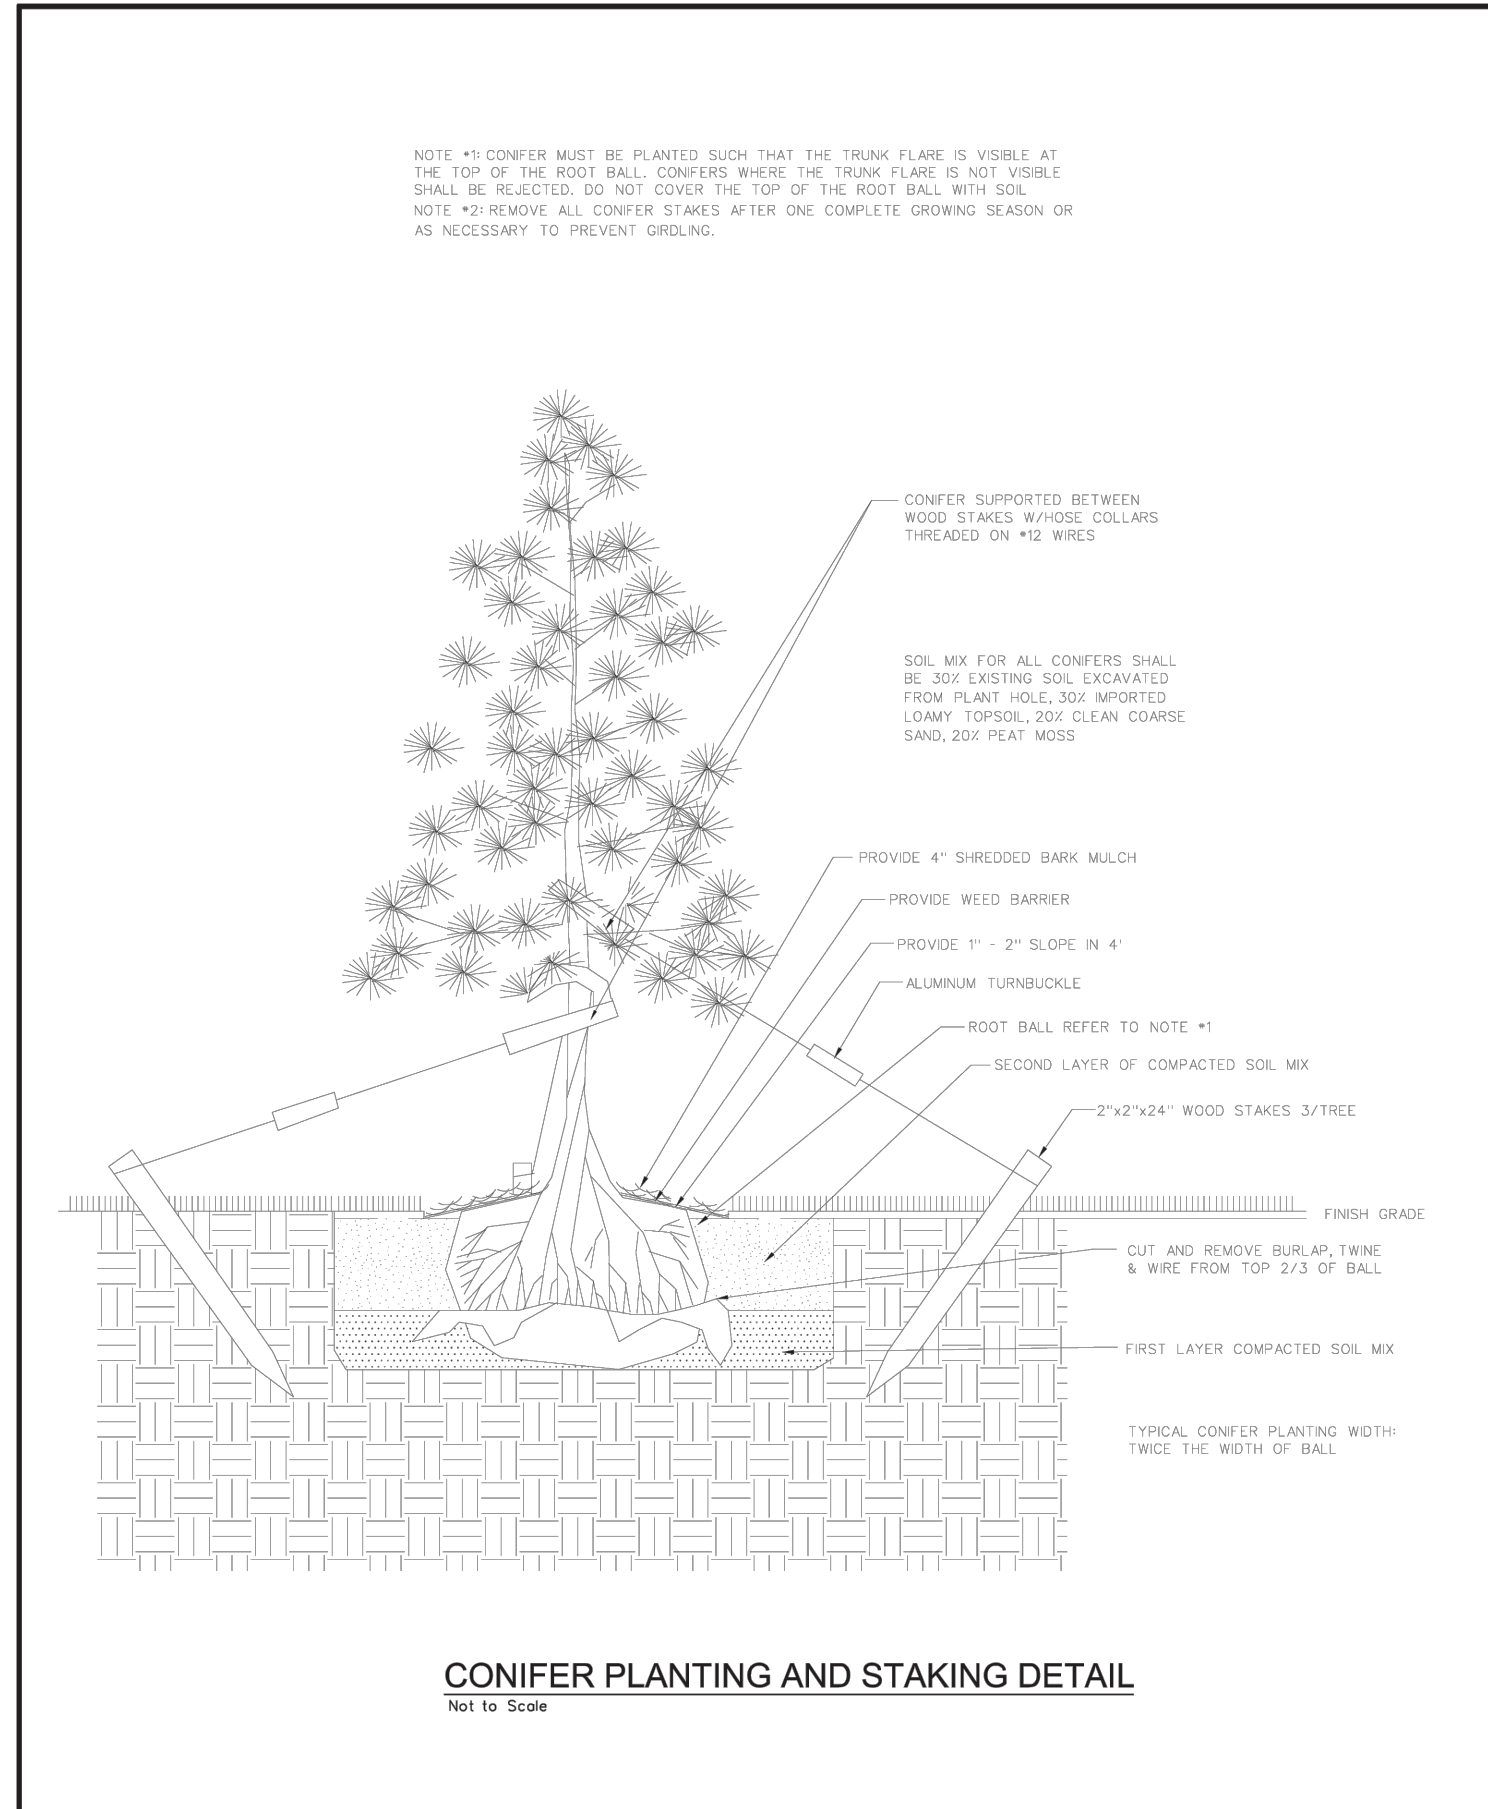 NOTE #1: CONIFER MUST BE PLANTED SUCH THAT THE TRUNK FLARE IS VISIBLE AT
THE TOP OF THE ROOT BALL. CONIFERS WHERE THE TRUNK FLARE IS NOT VISIBLE
SHALL BE REJECTED. DO NOT COVER THE TOP OF THE ROOT BALL WITH SOIL
NOTE #2: REMOVE ALL CONIFER STAKES AFTER ONE COMPLETE GROWING SEASON OR
AS NECESSARY TO PREVENT GIRDLING.
CONIFER SUPPORTED BETWEEN
WOOD STAKES W/HOSE COLLARS
THREADED ON #12 WIRES
SOIL MIX FOR ALL CONIFERS SHALL
BE 30% EXISTING SOIL EXCAVATED
FROM PLANT HOLE, 30% IMPORTED
LOAMY TOPSOIL, 20% CLEAN COARSE
SAND, 20% PEAT MOSS
PROVIDE 4" SHREDDED BARK MULCH
PROVIDE WEED BARRIER
PROVIDE 1" - 2" SLOPE IN 4'
ALUMINUM TURNBUCKLE
ROOT BALL REFER TO NOTE #1
SECOND LAYER OF COMPACTED SOIL MIX
2"x2"x24" WOOD STAKES 3/TREE
FINISH GRADE
CUT AND REMOVE BURLAP, TWINE
& WIRE FROM TOP 2/3 OF BALL
FIRST LAYER COMPACTED SOIL MIX
TYPICAL CONIFER PLANTING WIDTH:
TWICE THE WIDTH OF BALL
CONIFER PLANTING AND STAKING DETAIL
Not to Scale